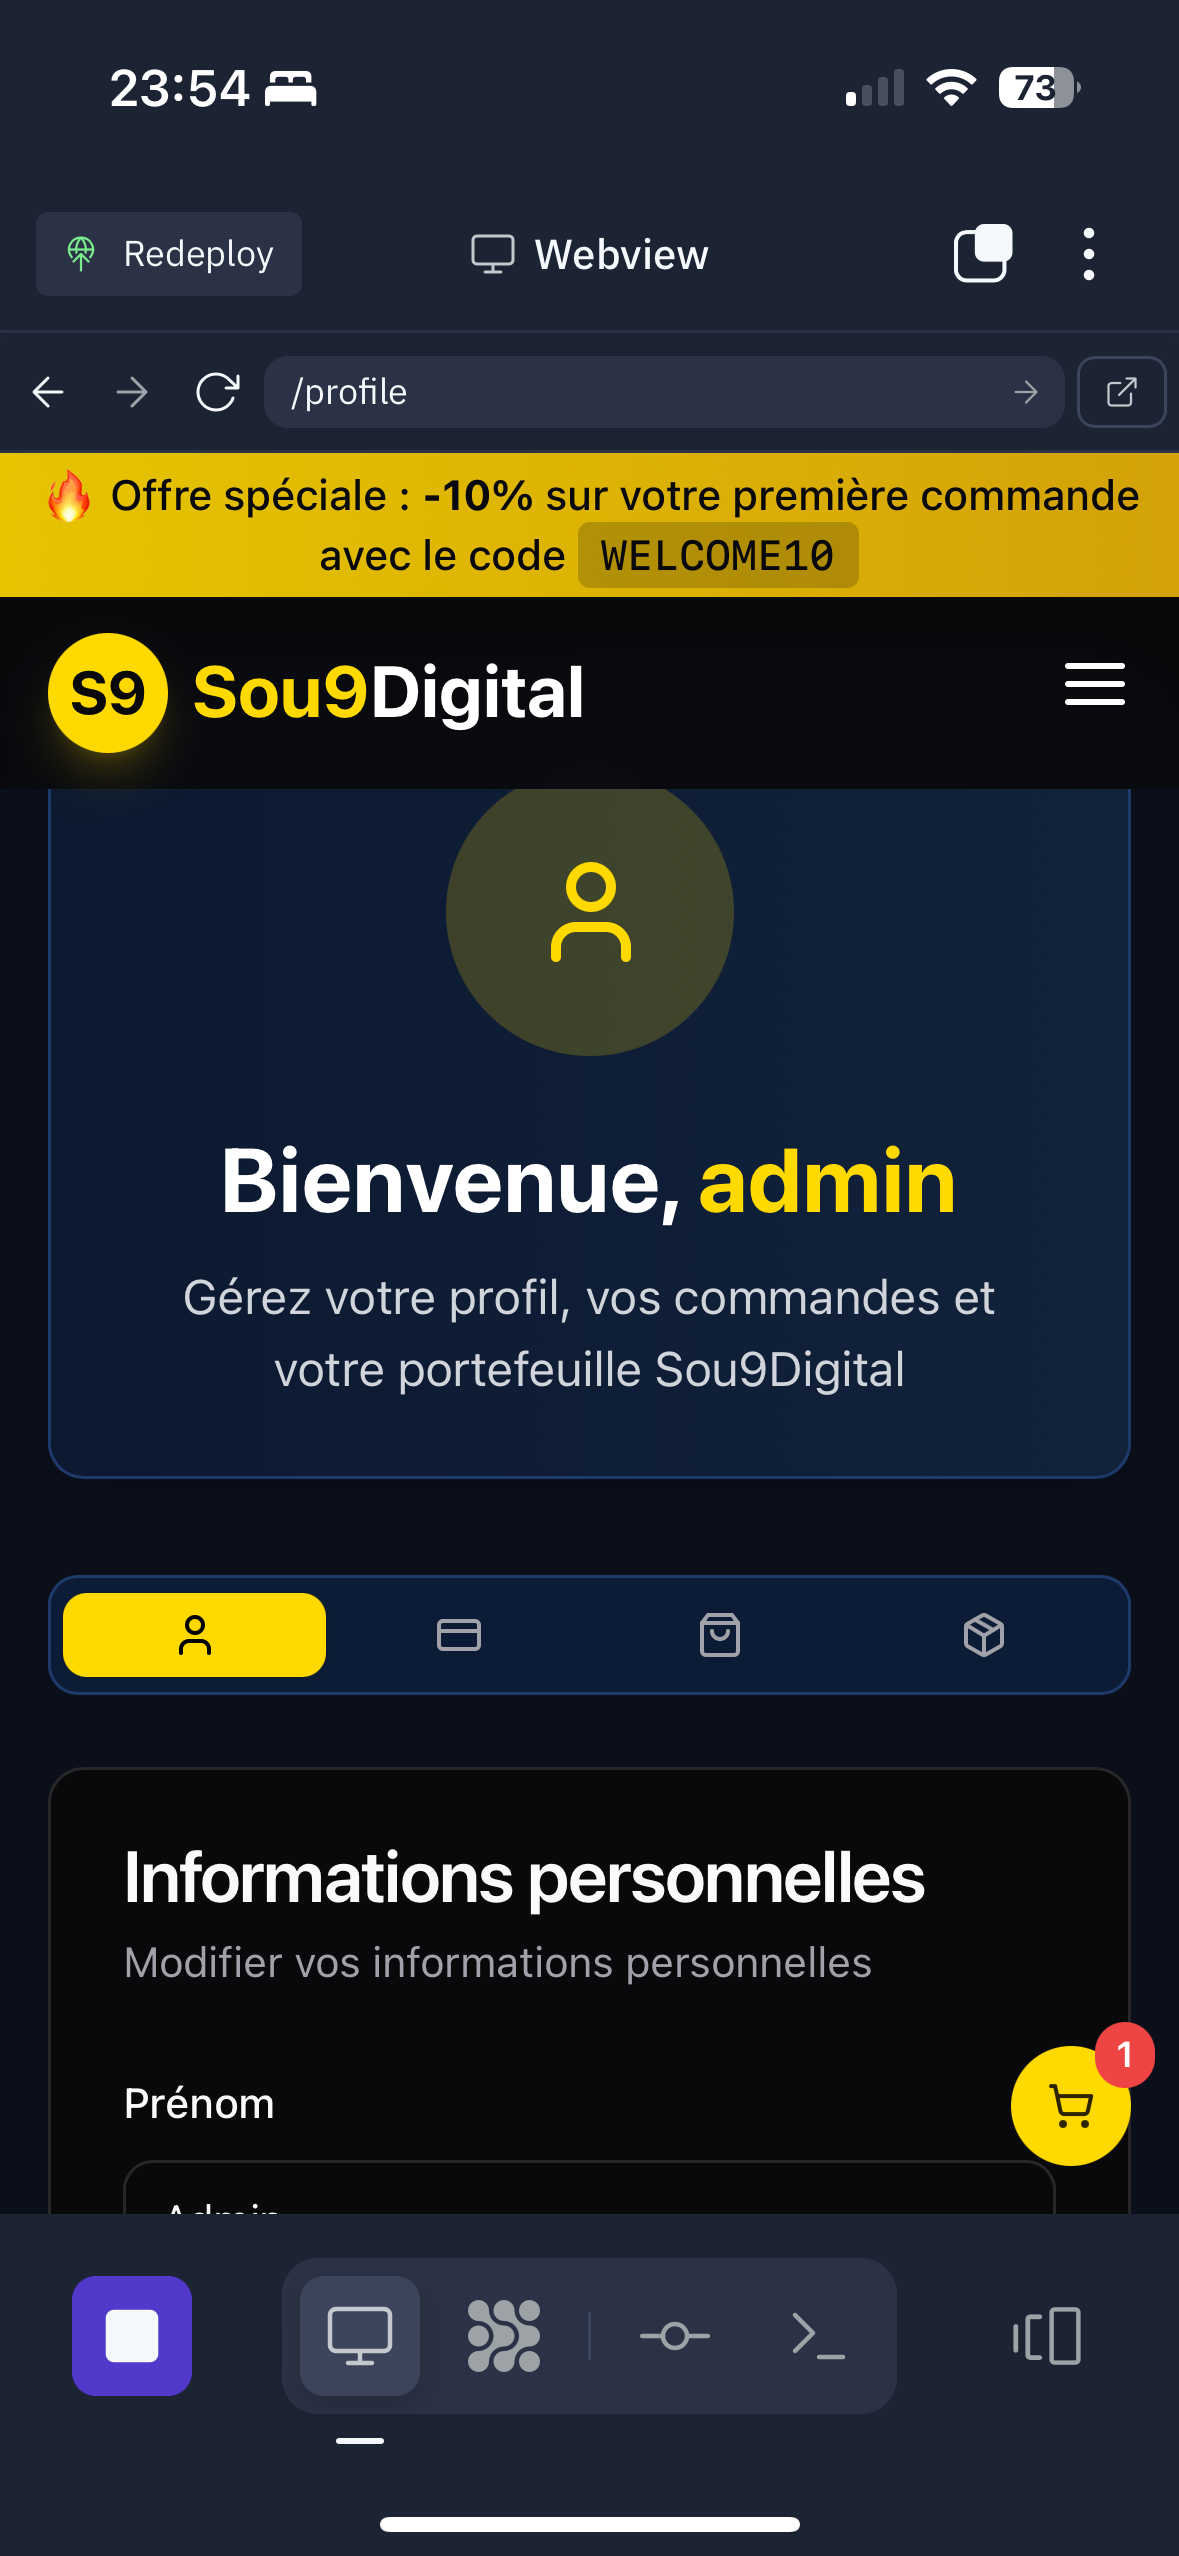 23:54
73
Redeploy
Webview
/profile
🔥 Offre spéciale : -10% sur votre première commande
avec le code WELCOME10
S9 Sou9Digital
Bienvenue, admin
Gérez votre profil, vos commandes et
votre portefeuille Sou9Digital
Informations personnelles
Modifier vos informations personnelles
1
Prénom
Admin